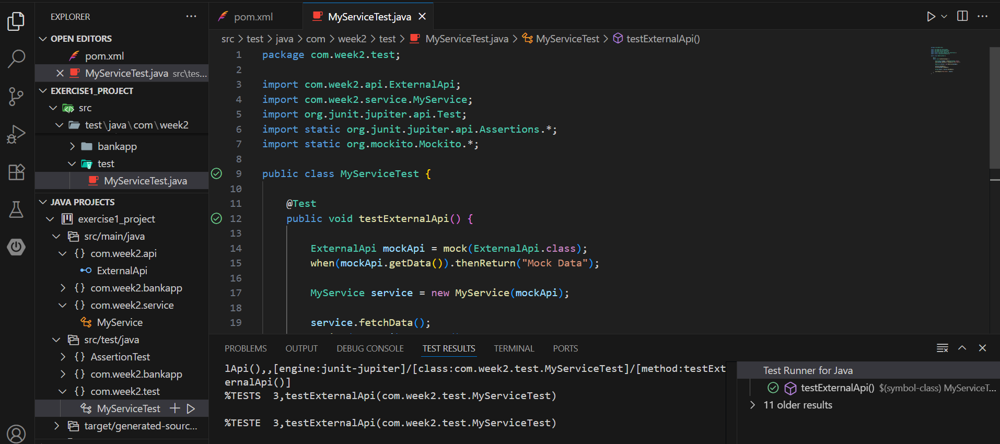 EXPLORER
OPEN EDITORS
pom.xml
MyServiceTest.java src\tes...
EXERCISE1_PROJECT
src
test\java\com\week2
bankapp
test
MyServiceTest.java
JAVA PROJECTS
exercise1_project
src/main/java
{} com.week2.api
ExternalApi
{} com.week2.bankapp
{} com.week2.service
MyService
src/test/java
{} AssertionTest
{} com.week2.bankapp
{} com.week2.test
MyServiceTest
target/generated-sourc...
pom.xml
MyServiceTest.java
src > test > java > com > week2 > test > MyServiceTest.java > MyServiceTest > testExternalApi()
1 package com.week2.test;
2
3 import com.week2.api.ExternalApi;
4 import com.week2.service.MyService;
5 import org.junit.jupiter.api.Test;
6 import static org.junit.jupiter.api.Assertions.*;
7 import static org.mockito.Mockito.*;
8
9 public class MyServiceTest {
10
11 @Test
12 public void testExternalApi() {
13
14 ExternalApi mockApi = mock(ExternalApi.class);
15 when(mockApi.getData()).thenReturn("Mock Data");
16
17 MyService service = new MyService(mockApi);
18
19 service.fetchData();
PROBLEMS OUTPUT DEBUG CONSOLE TEST RESULTS TERMINAL PORTS
lApi(),,[engine:junit-jupiter]/[class:com.week2.test.MyServiceTest]/[method:testExt
ernalApi()]
%TESTS 3,testExternalApi(com.week2.test.MyServiceTest)
%TESTE 3,testExternalApi(com.week2.test.MyServiceTest)
Test Runner for Java
testExternalApi() $(symbol-class) MyServiceT...
11 older results